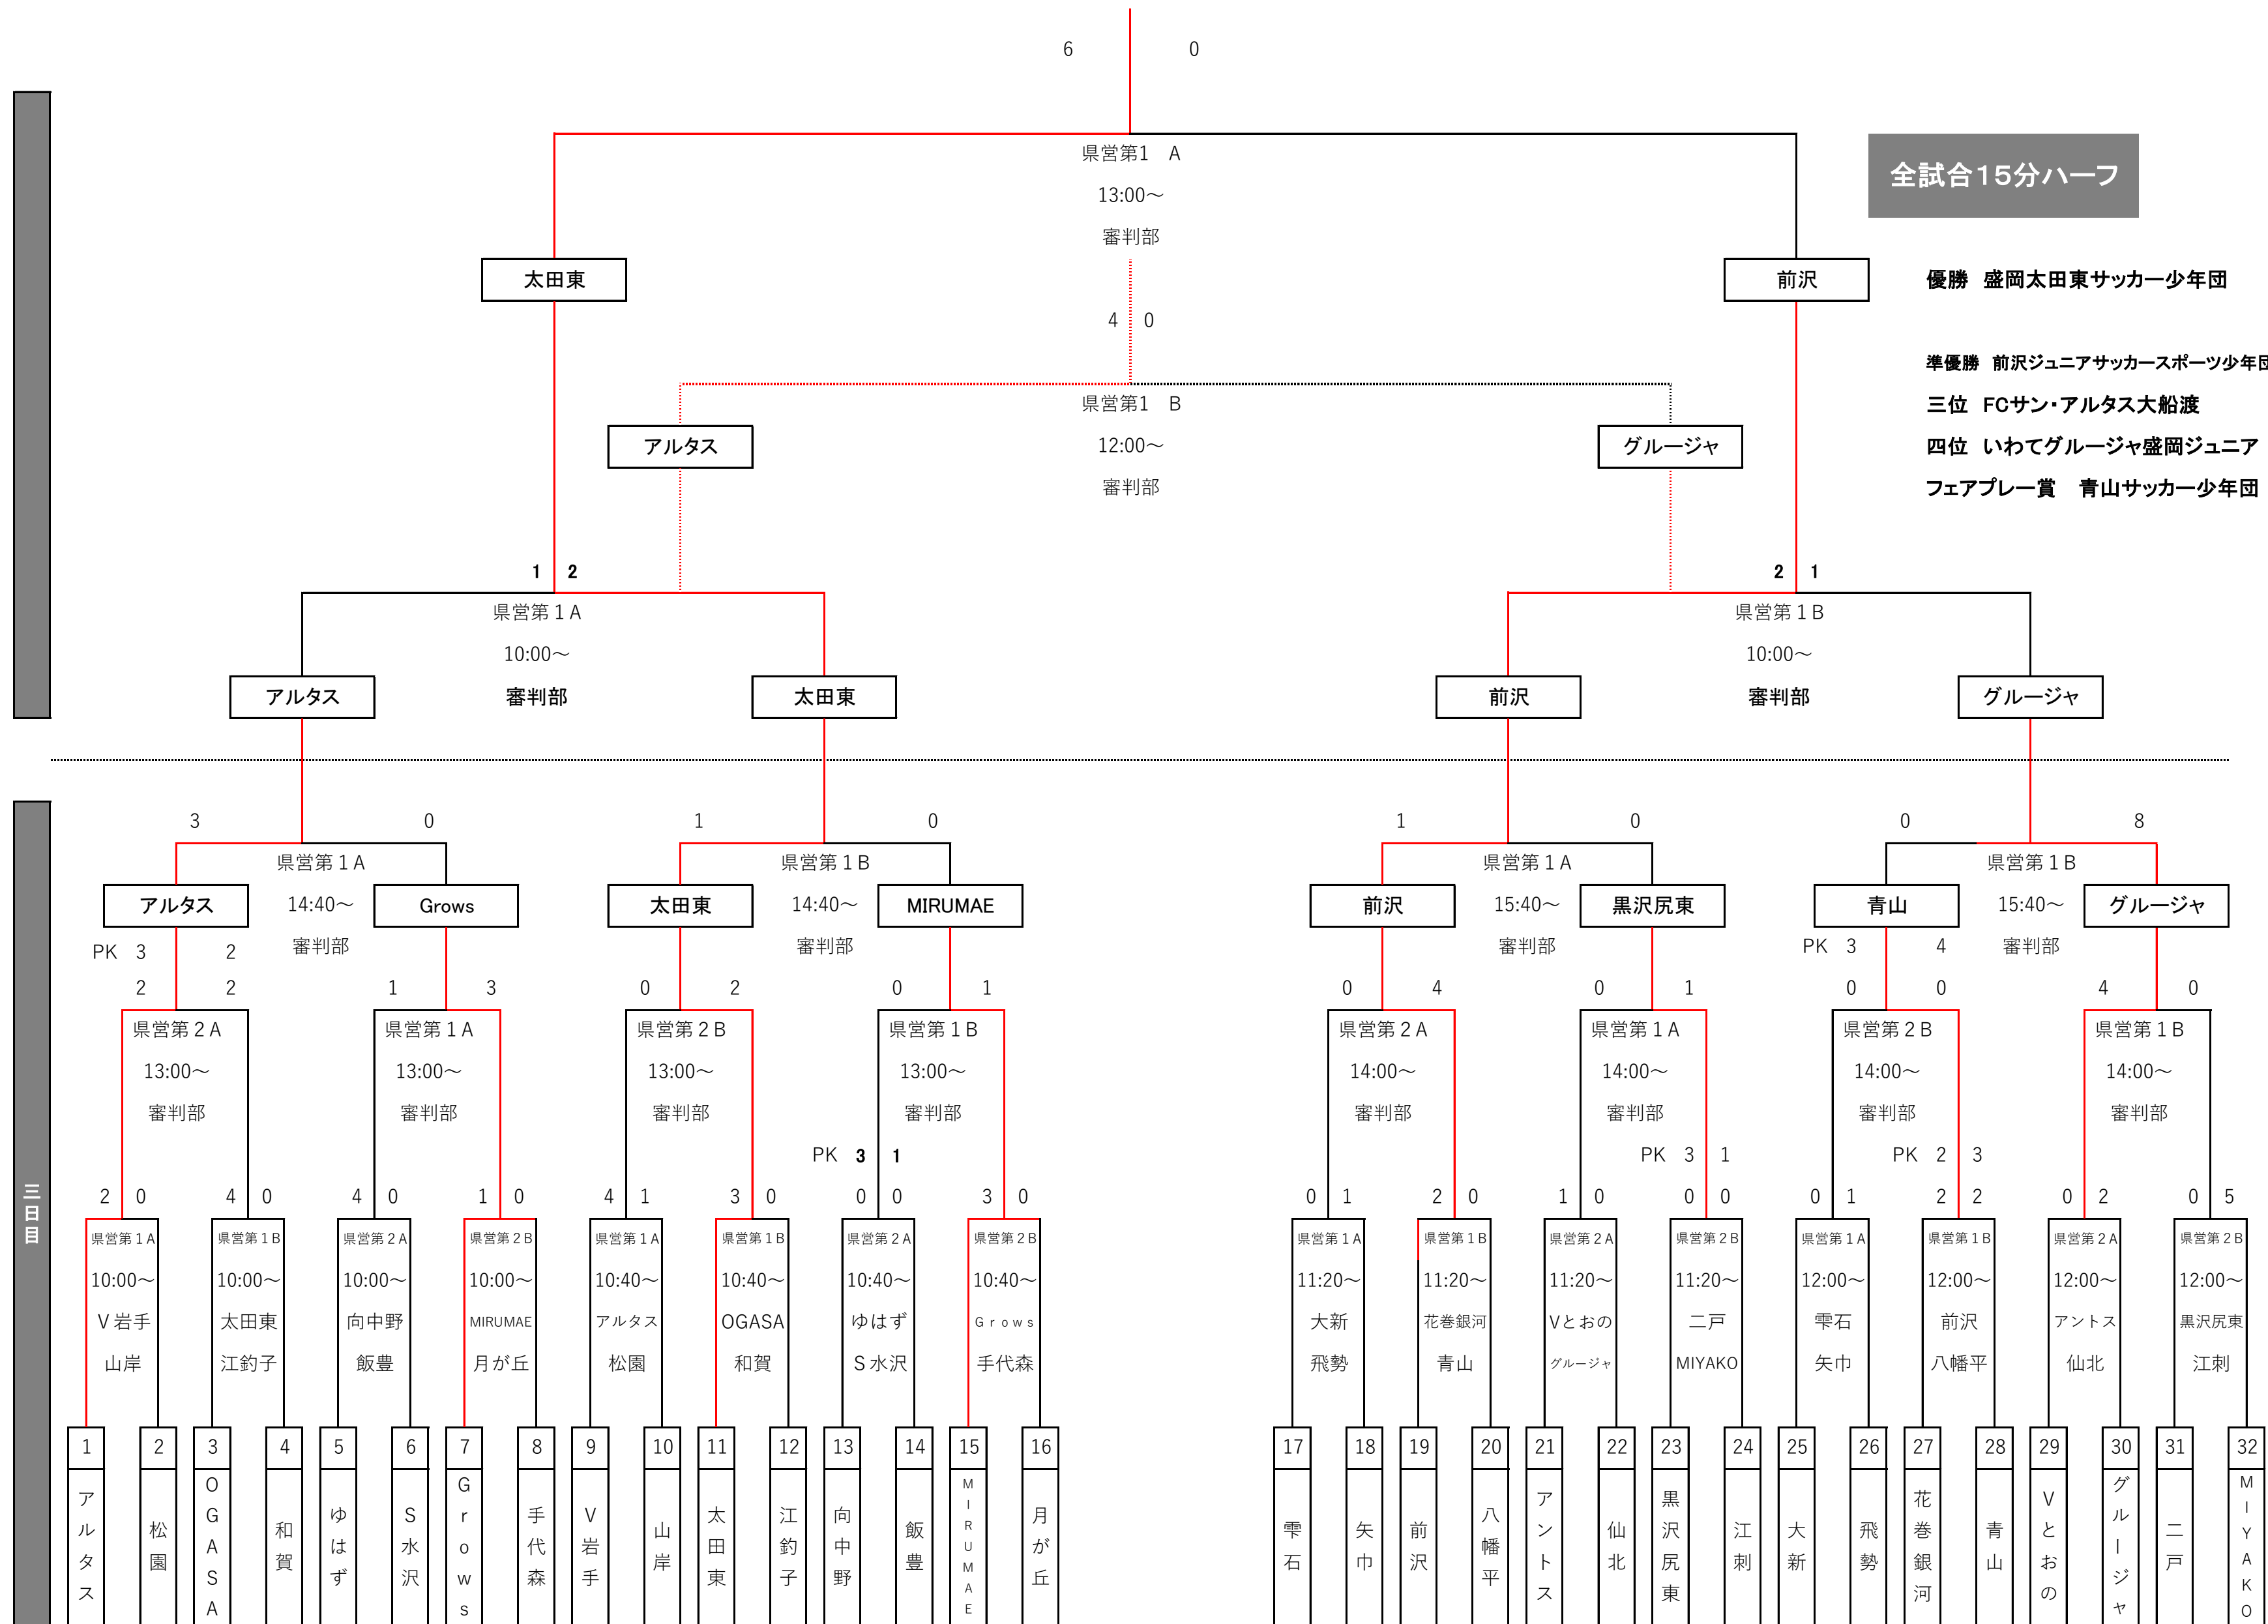 6 0
県営第1 A
13:00～
審判部
全試合15分ハーフ
太田東
前沢
優勝 盛岡太田東サッカー少年団
4 0
準優勝 前沢ジュニアサッカースポーツ少年団
県営第1 B
三位 FCサン・アルタス大船渡
アルタス
12:00～
グルージャ
四位 いわてグルージャ盛岡ジュニア
審判部
フェアプレー賞 青山サッカー少年団
1 2 2 1
県営第１A 県営第１B
10:00～ 10:00～
アルタス 審判部 太田東 前沢 審判部 グルージャ
3 0 1 0 1 0 0 8
県営第１A 県営第１B 県営第１A 県営第１B
アルタス 14:40～ Grows 太田東 14:40～ MIRUMAE 前沢 15:40～ 黒沢尻東 青山 15:40～ グルージャ
PK 3 2 審判部 審判部 審判部 PK 3 4 審判部
2 2 1 3 0 2 0 1 0 4 0 1 0 0 4 0
県営第２A 県営第１A 県営第２B 県営第１B 県営第２A 県営第１A 県営第２B 県営第１B
13:00～ 13:00～ 13:00～ 13:00～ 14:00～ 14:00～ 14:00～ 14:00～
審判部 審判部 審判部 審判部 審判部 審判部 審判部 審判部
PK 3 1 PK 3 1 PK 2 3
三日目
2 0 4 0 4 0 1 0 4 1 3 0 0 0 3 0 0 1 2 0 1 0 0 0 0 1 2 2 0 2 0 5
県営第１A 県営第１B 県営第２A 県営第２B 県営第１A 県営第１B 県営第２A 県営第２B 県営第１A 県営第１B 県営第２A 県営第２B 県営第１A 県営第１B 県営第２A 県営第２B
10:00～ 10:00～ 10:00～ 10:00～ 10:40～ 10:40～ 10:40～ 10:40～ 11:20～ 11:20～ 11:20～ 11:20～ 12:00～ 12:00～ 12:00～ 12:00～
V岩手 太田東 向中野 MIRUMAE アルタス OGASA ゆはず Ｇｒｏｗｓ 大新 花巻銀河 Vとおの 二戸 雫石 前沢 アントス 黒沢尻東
山岸 江釣子 飯豊 月が丘 松園 和賀 S水沢 手代森 飛勢 青山 グルージャ MIYAKO 矢巾 八幡平 仙北 江刺
1 2 3 4 5 6 7 8 9 10 11 12 13 14 15 16 17 18 19 20 21 22 23 24 25 26 27 28 29 30 31 32
アルタス
松園
OGASA
和賀
ゆはず
S水沢
Grows
手代森
V岩手
山岸
太田東
江釣子
向中野
飯豊
MIRUMAE
月が丘
雫石
矢巾
前沢
八幡平
アントス
仙北
黒沢尻東
江刺
大新
飛勢
花巻銀河
青山
Vとおの
グルージャ
二戸
MIYAKO